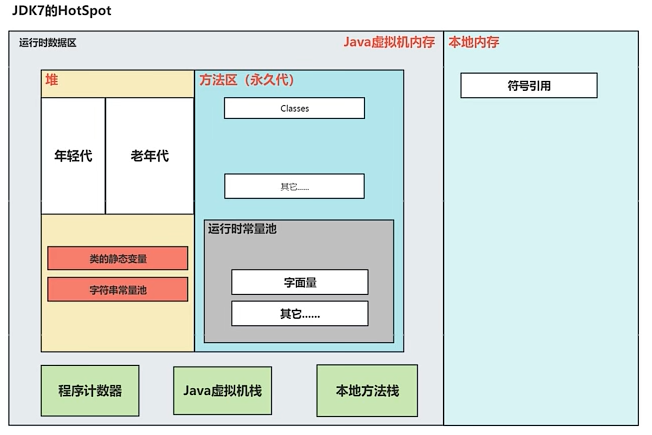 JDK7的HotSpot
运行时数据区
Java虚拟机内存
本地内存
堆
方法区（永久代）
符号引用
Classes
年轻代
老年代
其它......
运行时常量池
类的静态变量
字面量
字符串常量池
其它......
程序计数器
Java虚拟机栈
本地方法栈